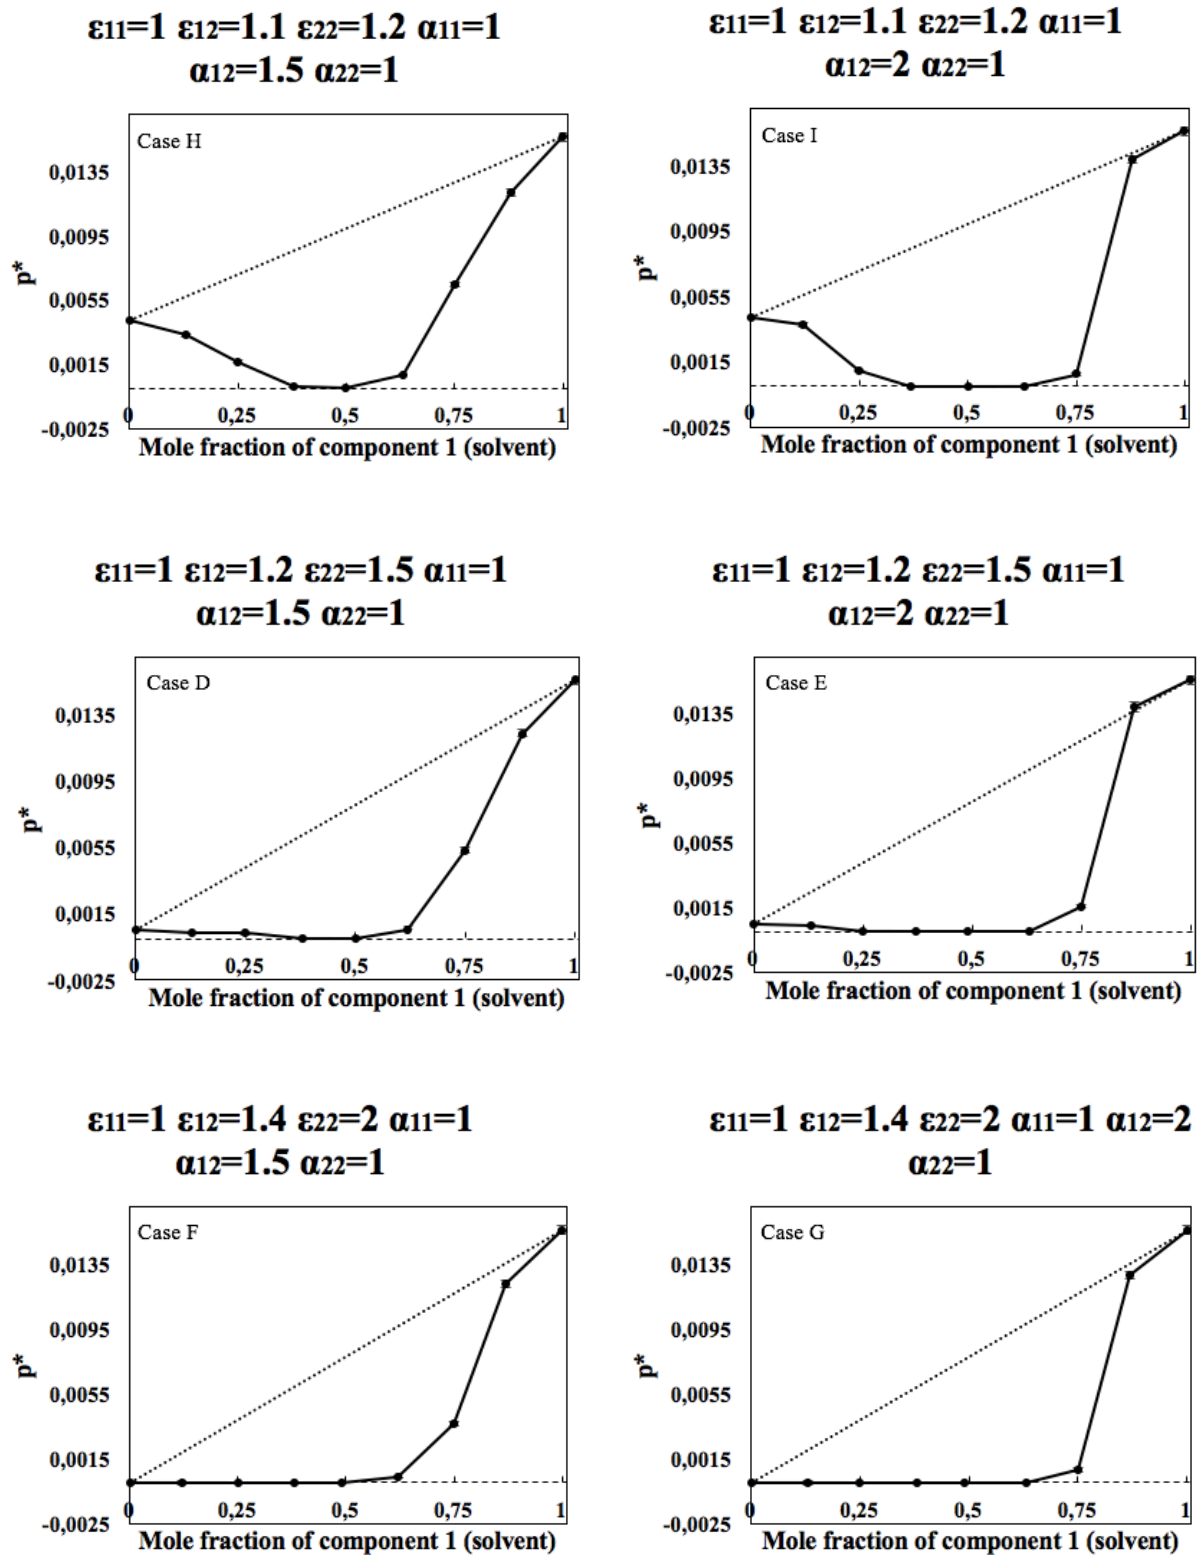 ε11=1 ε12=1.1 ε22=1.2 α11=1
α12=1.5 α22=1
Case H
0,0135
0,0095
0,0055
0,0015
-0,0025
p*
0 0,25 0,5 0,75 1
Mole fraction of component 1 (solvent)
ε11=1 ε12=1.1 ε22=1.2 α11=1
α12=2 α22=1
Case I
0,0135
0,0095
0,0055
0,0015
-0,0025
p*
0 0,25 0,5 0,75 1
Mole fraction of component 1 (solvent)
ε11=1 ε12=1.2 ε22=1.5 α11=1
α12=1.5 α22=1
Case D
0,0135
0,0095
0,0055
0,0015
-0,0025
p*
0 0,25 0,5 0,75 1
Mole fraction of component 1 (solvent)
ε11=1 ε12=1.2 ε22=1.5 α11=1
α12=2 α22=1
Case E
0,0135
0,0095
0,0055
0,0015
-0,0025
p*
0 0,25 0,5 0,75 1
Mole fraction of component 1 (solvent)
ε11=1 ε12=1.4 ε22=2 α11=1
α12=1.5 α22=1
Case F
0,0135
0,0095
0,0055
0,0015
-0,0025
p*
0 0,25 0,5 0,75 1
Mole fraction of component 1 (solvent)
ε11=1 ε12=1.4 ε22=2 α11=1 α12=2
α22=1
Case G
0,0135
0,0095
0,0055
0,0015
-0,0025
p*
0 0,25 0,5 0,75 1
Mole fraction of component 1 (solvent)